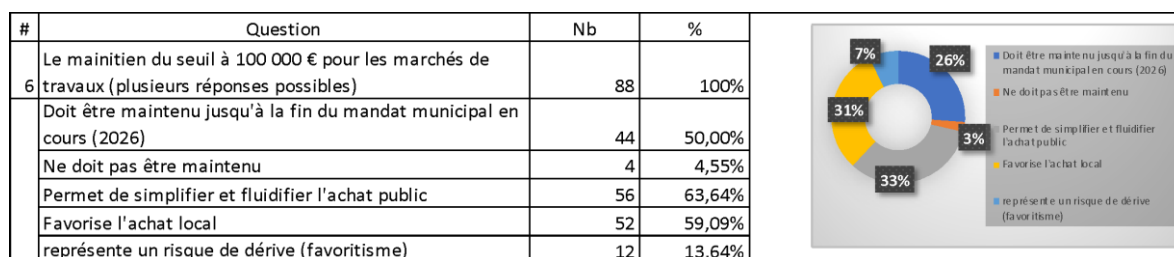 # Question Nb %
Le mainitien du seuil à 100 000 € pour les marchés de
6 travaux (plusieurs réponses possibles) 88 100%
Doit être maintenu jusqu'à la fin du mandat municipal en
cours (2026) 44 50,00%
Ne doit pas être maintenu 4 4,55%
Permet de simplifier et fluidifier l'achat public 56 63,64%
Favorise l'achat local 52 59,09%
représente un risque de dérive (favoritisme) 12 13,64%
7%
26%
31%
3%
33%
Doit être maintenu jusqu'à la fin du
mandat municipal en cours (2026)
Ne doit pas être maintenu
Permet de simplifier et fluidifier
l'achat public
Favorise l'achat local
représente un risque de dérive
(favoritisme)